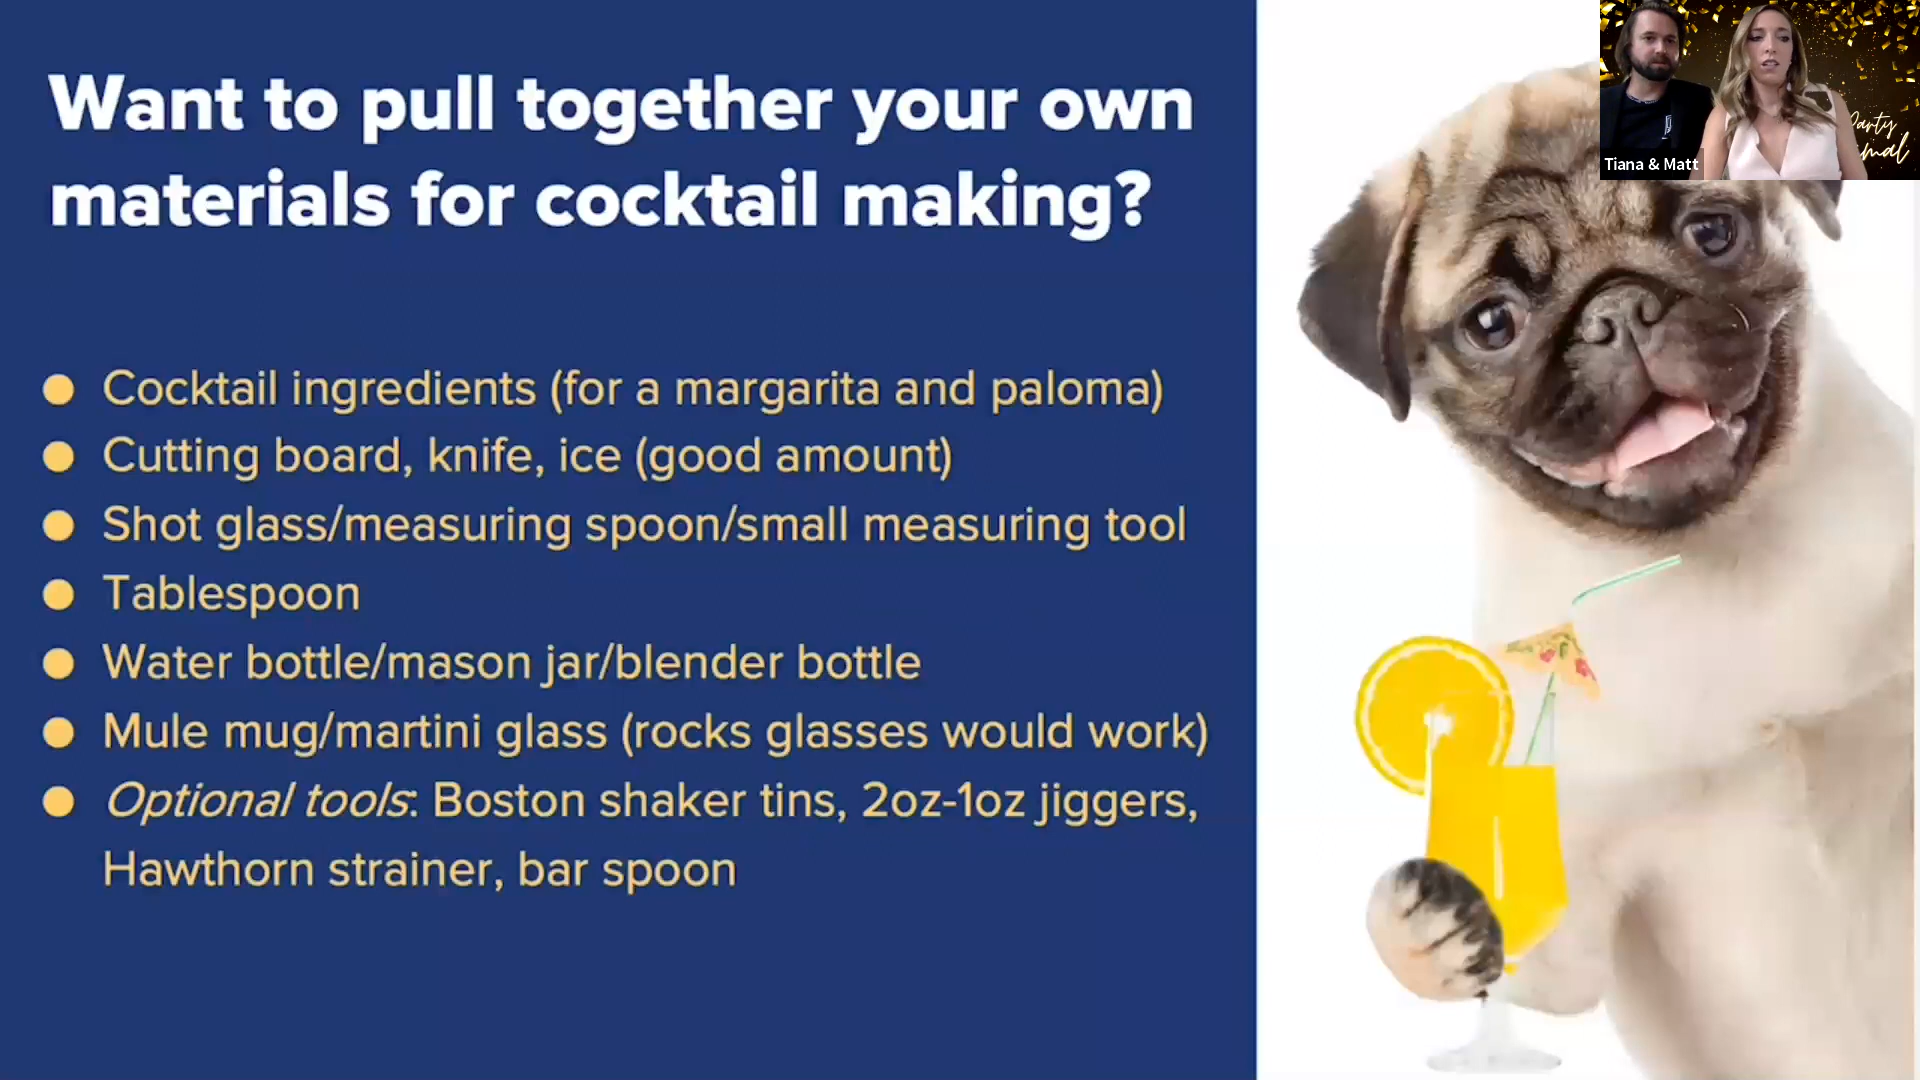 Want to pull together your own
materials for cocktail making?
Cocktail ingredients (for a margarita and paloma)
Cutting board, knife, ice (good amount)
Shot glass/measuring spoon/small measuring tool
Tablespoon
Water bottle/mason jar/blender bottle
Mule mug/martini glass (rocks glasses would work)
Optional tools: Boston shaker tins, 2oz-1oz jiggers,
Hawthorn strainer, bar spoon
Party
Tiana & Matt